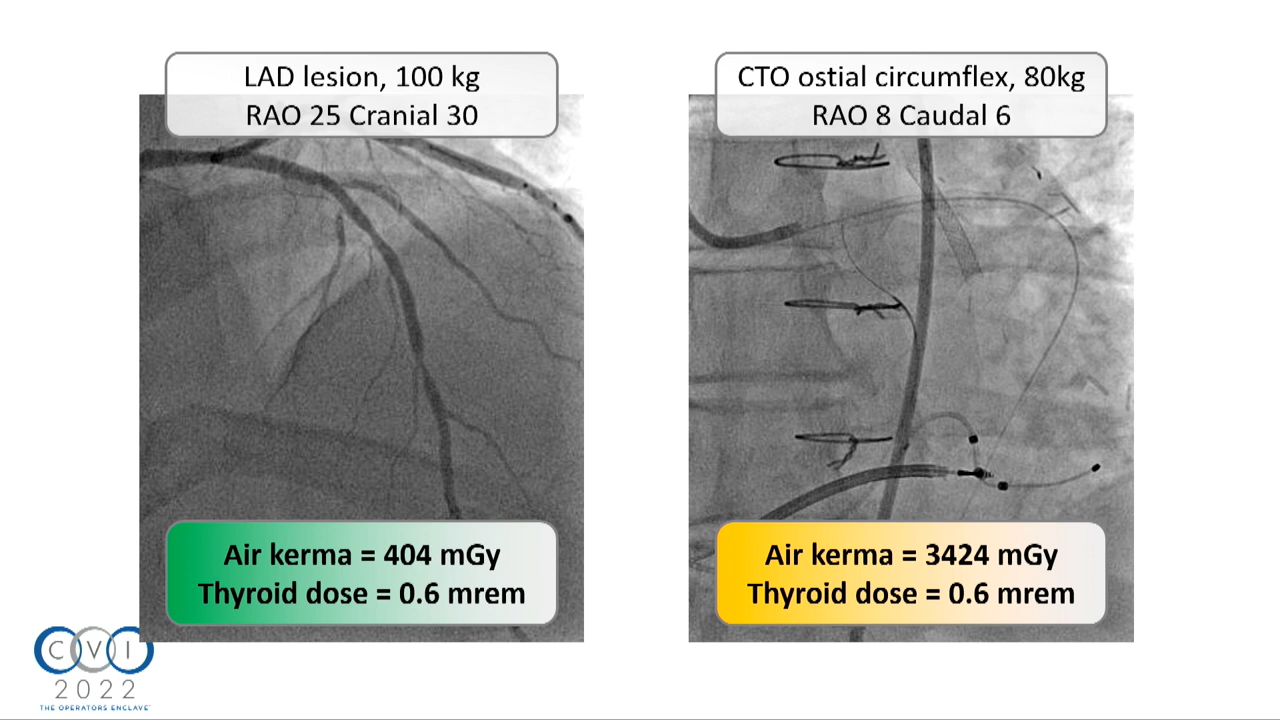 LAD lesion, 100 kg
RAO 25 Cranial 30
CTO ostial circumflex, 80kg
RAO 8 Caudal 6
Air kerma = 404 mGy
Thyroid dose = 0.6 mrem
Air kerma = 3424 mGy
Thyroid dose = 0.6 mrem
CVI
2022
THE OPERATORS ENCLAVE